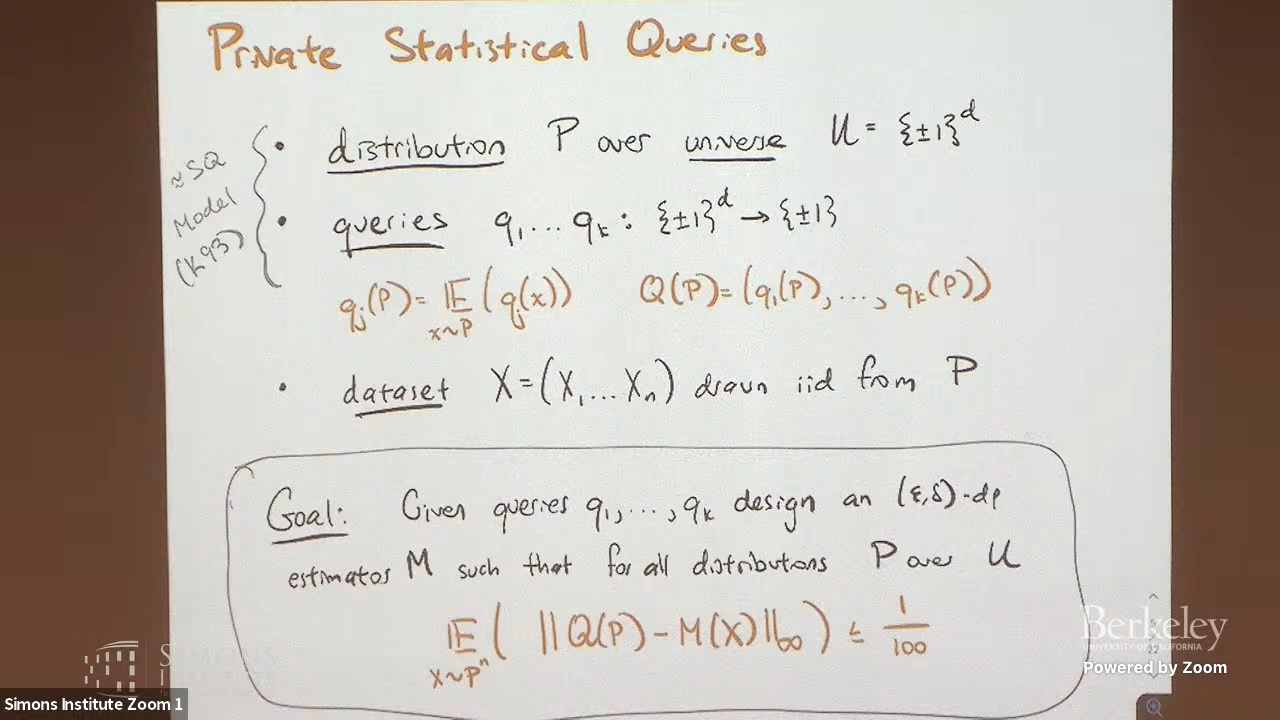 Private Statistical Queries
• distribution P over universe U = {±1}^d
≈SQ
Model
(K93)
• queries q_1 ... q_k : {±1}^d → {±1}
q_j(P) = 𝔼_{x~P} (q_j(x))   Q(P) = (q_1(P), ..., q_k(P))
• dataset X = (X_1 ... X_n) drawn iid from P
Goal: Given queries q_1, ..., q_k design an (ε,δ)-dp
estimator M such that for all distributions P over U
𝔼_{X~P^n} ( ||Q(P) - M(X)||_∞ ) ≤ 1/100
Berkeley
UNIVERSITY OF CALIFORNIA
Powered by Zoom
SIMONS
INSTITUTE
Simons Institute Zoom 1